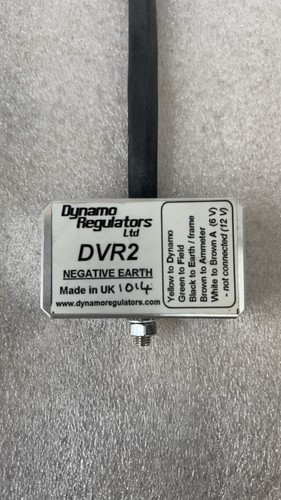 Dynamo
Regulators
Ltd
DVR2
NEGATIVE EARTH
Made in UK 1014
www.dynamoregulators.com
Yellow to Dynamo
Green to Field
Black to Earth / frame
Brown to Ammeter
White to Brown A (6 V)
- not connected (12 V)